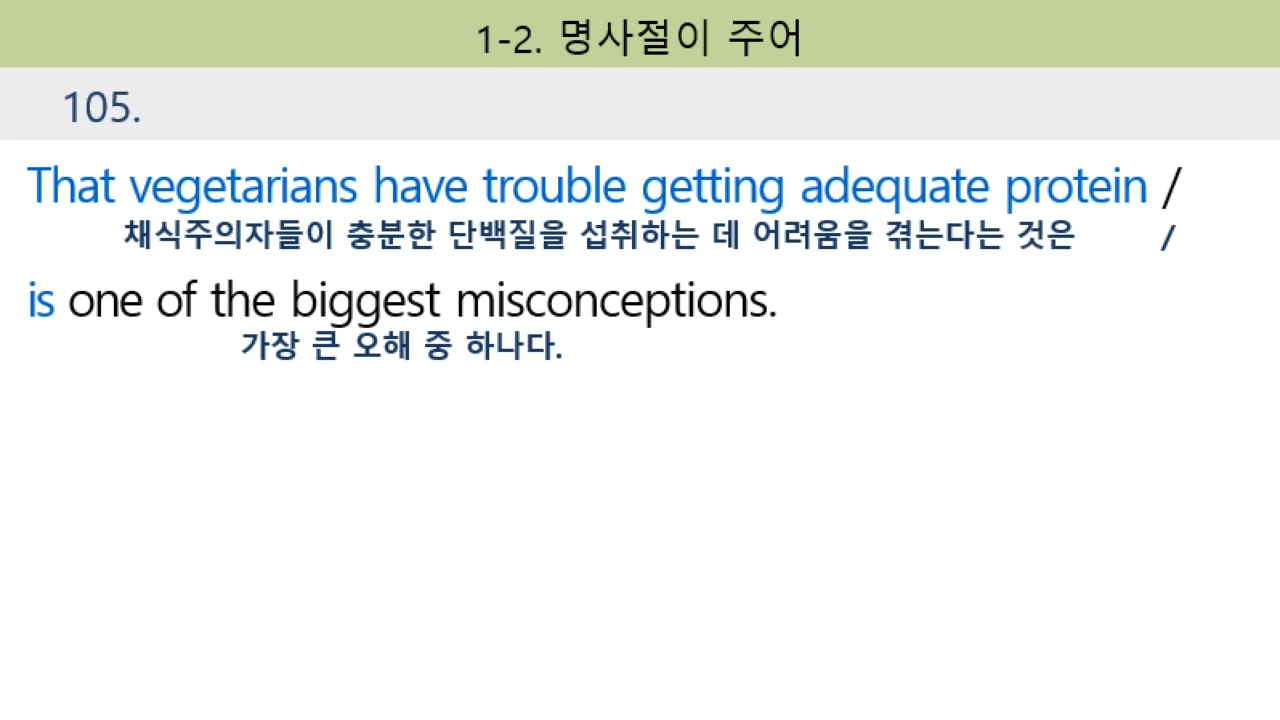 1-2. 명사절이 주어
105.
That vegetarians have trouble getting adequate protein /
채식주의자들이 충분한 단백질을 섭취하는 데 어려움을 겪는다는 것은 /
is one of the biggest misconceptions.
가장 큰 오해 중 하나다.